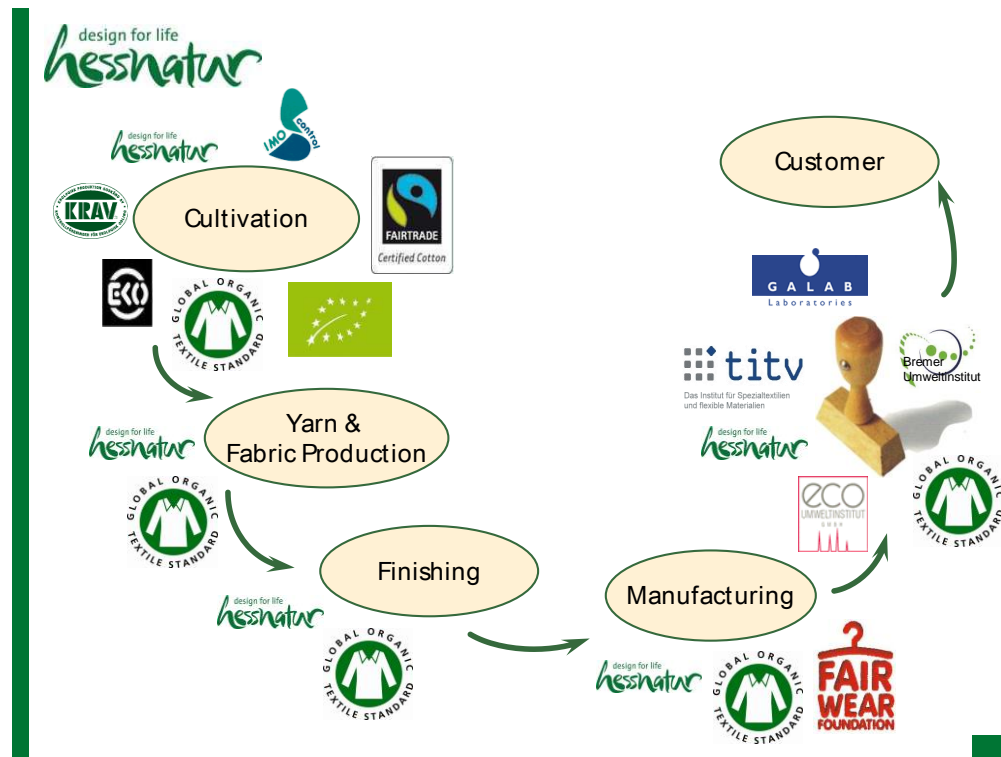 design for life
hessnatur
design for life
hessnatur
IMO control
KRAV
Cultivation
FAIRTRADE
Certified Cotton
EKO
GLOBAL ORGANIC
TEXTILE STANDARD
Yarn &
Fabric Production
design for life
hessnatur
GLOBAL ORGANIC
TEXTILE STANDARD
Finishing
design for life
hessnatur
GLOBAL ORGANIC
TEXTILE STANDARD
Manufacturing
design for life
hessnatur
GLOBAL ORGANIC
TEXTILE STANDARD
FAIR
WEAR
FOUNDATION
eco
UMWELTINSTITUT
GMBH
GLOBAL ORGANIC
TEXTILE STANDARD
design for life
hessnatur
titv
Das Institut für Spezialtextilien
und flexible Materialien
Bremer
Umweltinstitut
GALAB
Laboratories
Customer